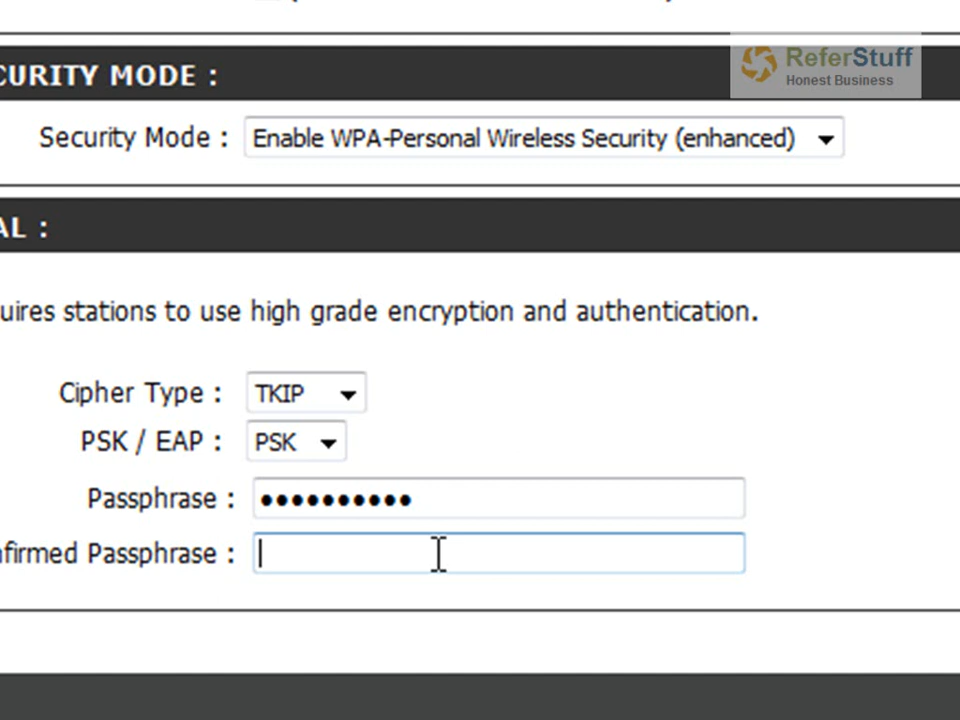 CURITY MODE :
ReferStuff
Honest Business
Security Mode : Enable WPA-Personal Wireless Security (enhanced)
AL :
uires stations to use high grade encryption and authentication.
Cipher Type : TKIP
PSK / EAP : PSK
Passphrase : ••••••••••
nfirmed Passphrase :